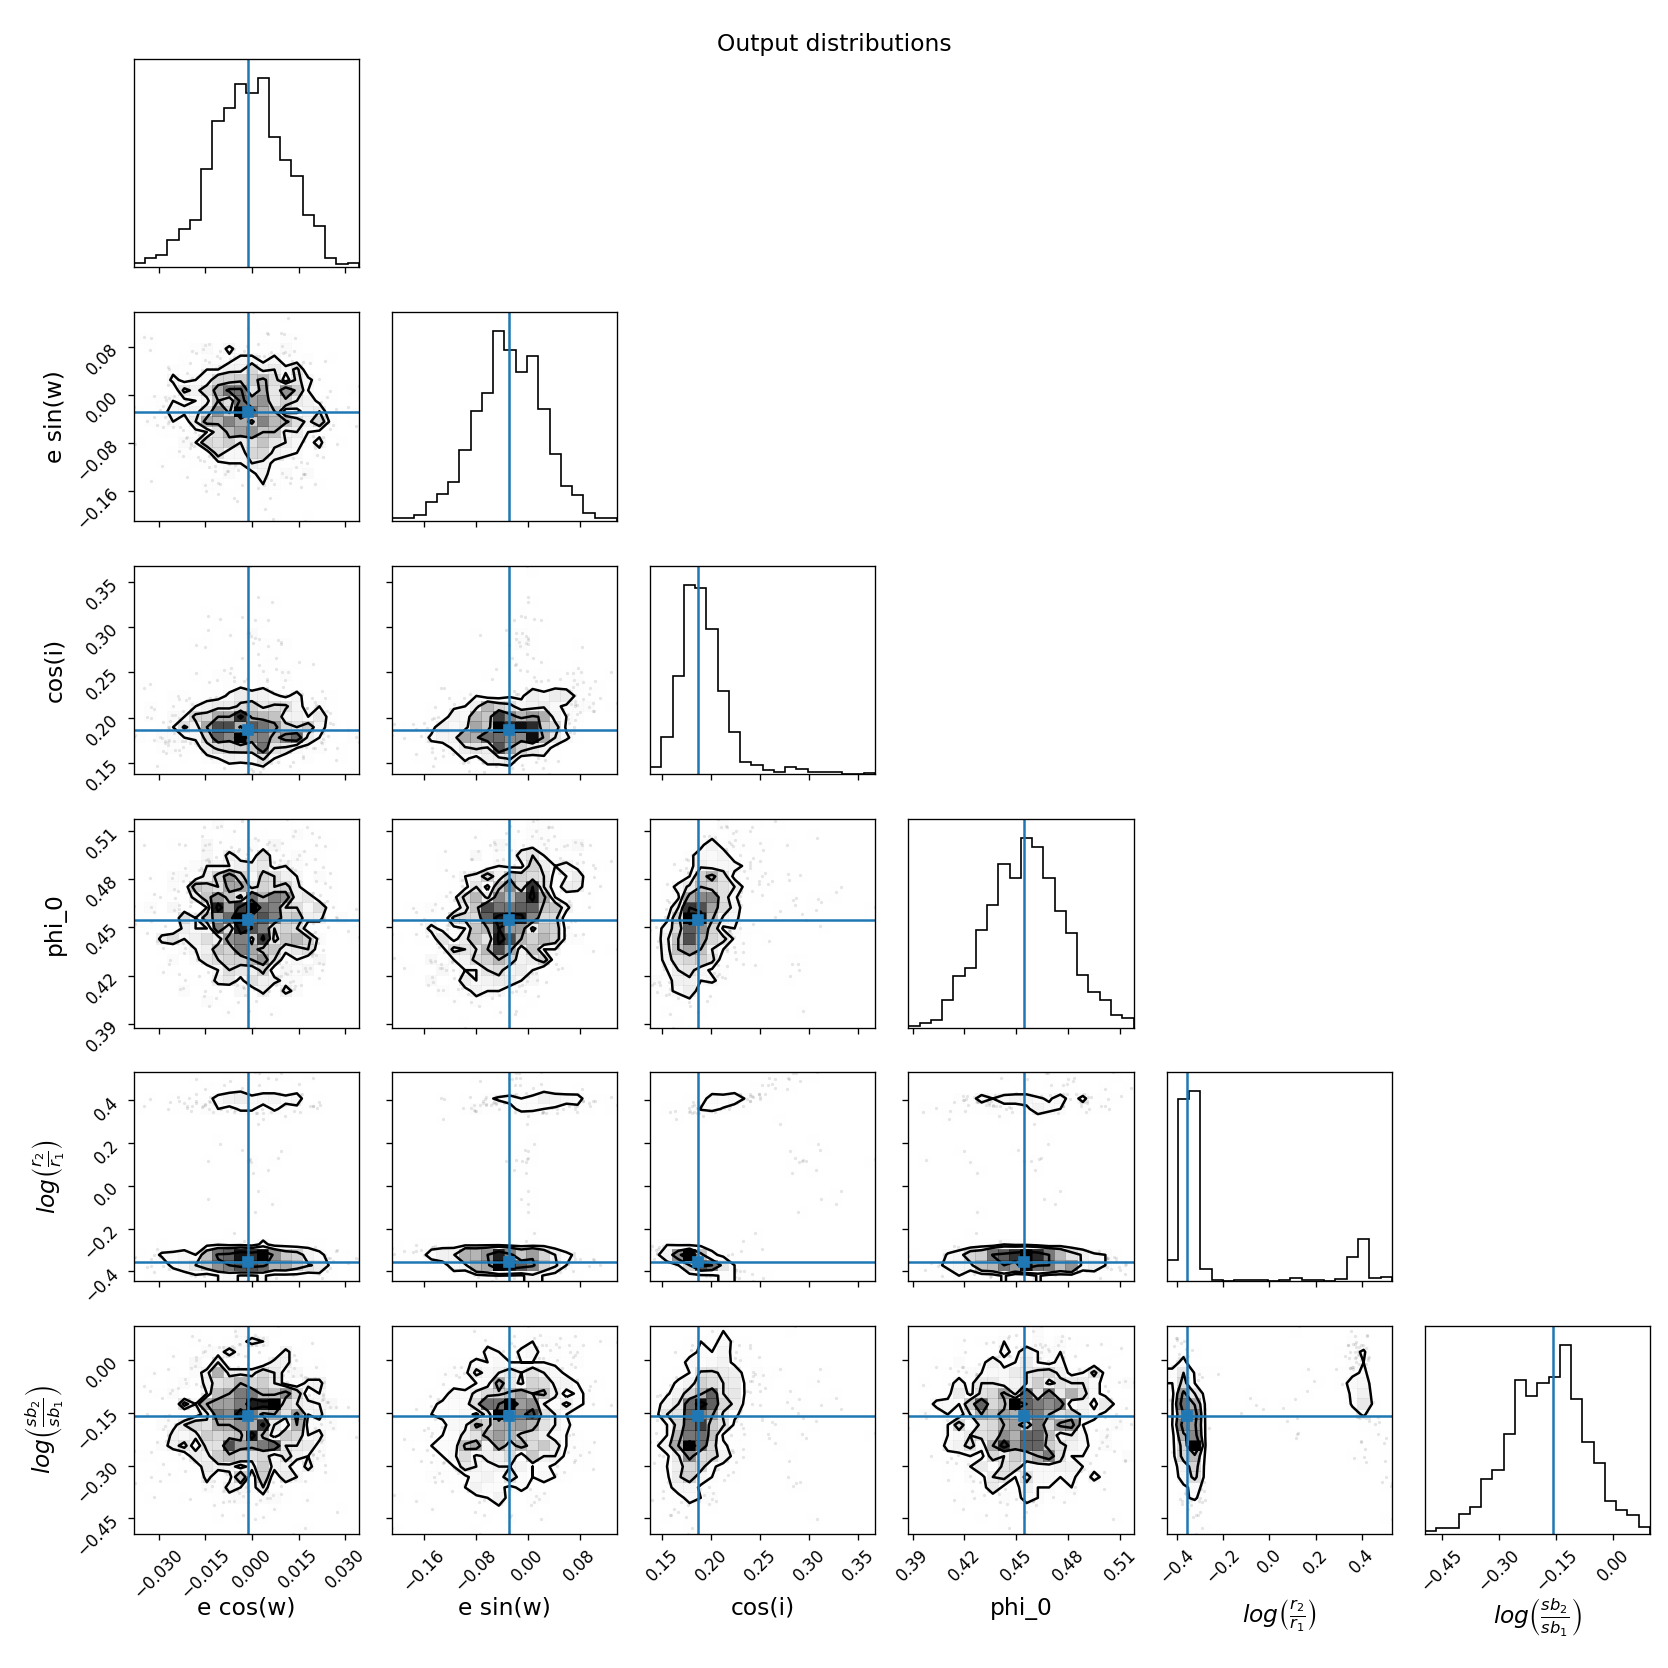 Output distributions
e sin(w)
0.08
0.00
−0.08
−0.16
cos(i)
0.35
0.30
0.25
0.20
0.15
phi_0
0.51
0.48
0.45
0.42
0.39
log(r₂/r₁)
0.4
0.2
0.0
−0.2
−0.4
log(sb₂/sb₁)
0.00
−0.15
−0.30
−0.45
−0.030 −0.015 0.00 0.015 0.030
−0.16 −0.08 0.00 0.08
0.15 0.20 0.25 0.30 0.35
0.39 0.42 0.45 0.48 0.51
−0.4 −0.2 0.0 0.2 0.4
−0.45 −0.30 −0.15 0.00
e cos(w)
e sin(w)
cos(i)
phi_0
log(r₂/r₁)
log(sb₂/sb₁)